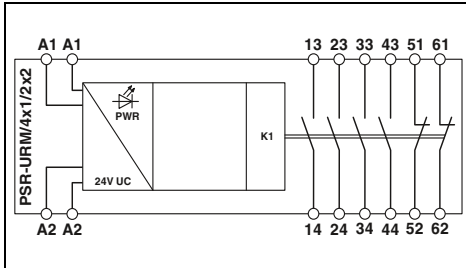 A1 A1 13 23 33 43 51 61
PSR-URM/4x1/2x2
PWR
K1
24V UC
A2 A2 14 24 34 44 52 62